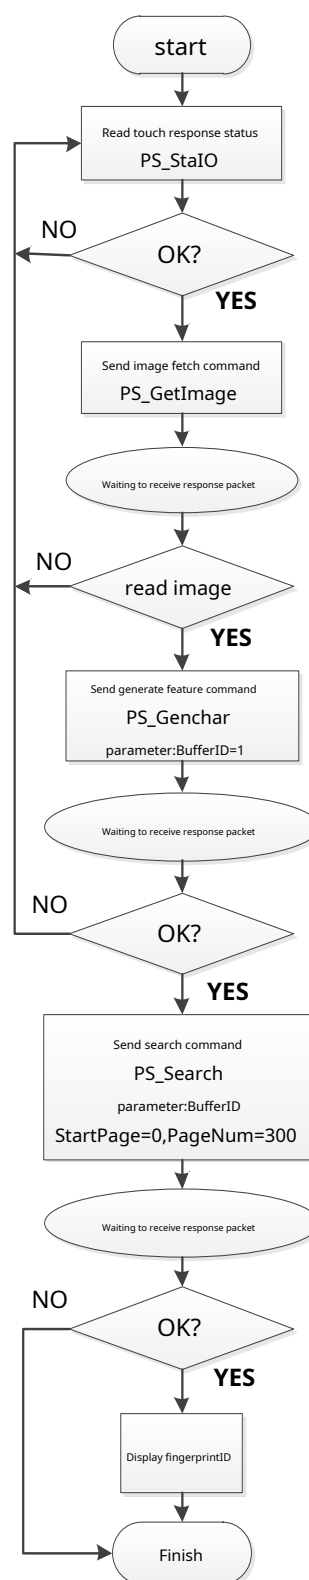 start
Read touch response status
PS_StaIO
NO
OK?
YES
Send image fetch command
PS_GetImage
Waiting to receive response packet
NO
read image
YES
Send generate feature command
PS_Genchar
parameter:BufferID=1
Waiting to receive response packet
NO
OK?
YES
Send search command
PS_Search
parameter:BufferID
StartPage=0,PageNum=300
Waiting to receive response packet
NO
OK?
YES
Display fingerprintID
Finish